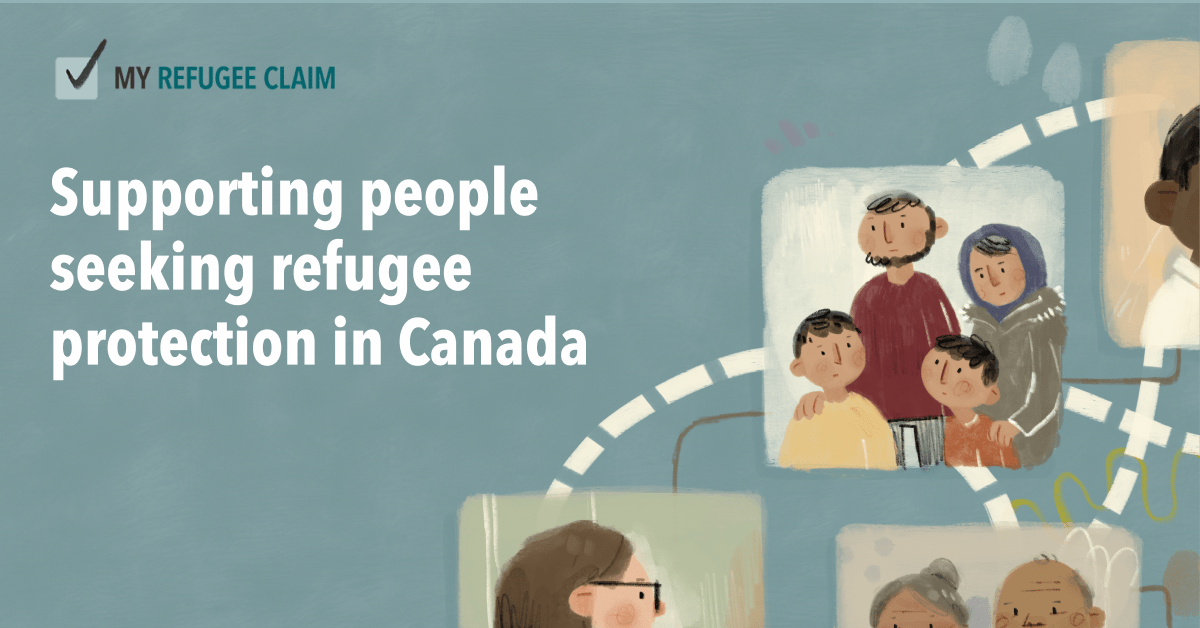 MY REFUGEE CLAIM
Supporting people
seeking refugee
protection in Canada